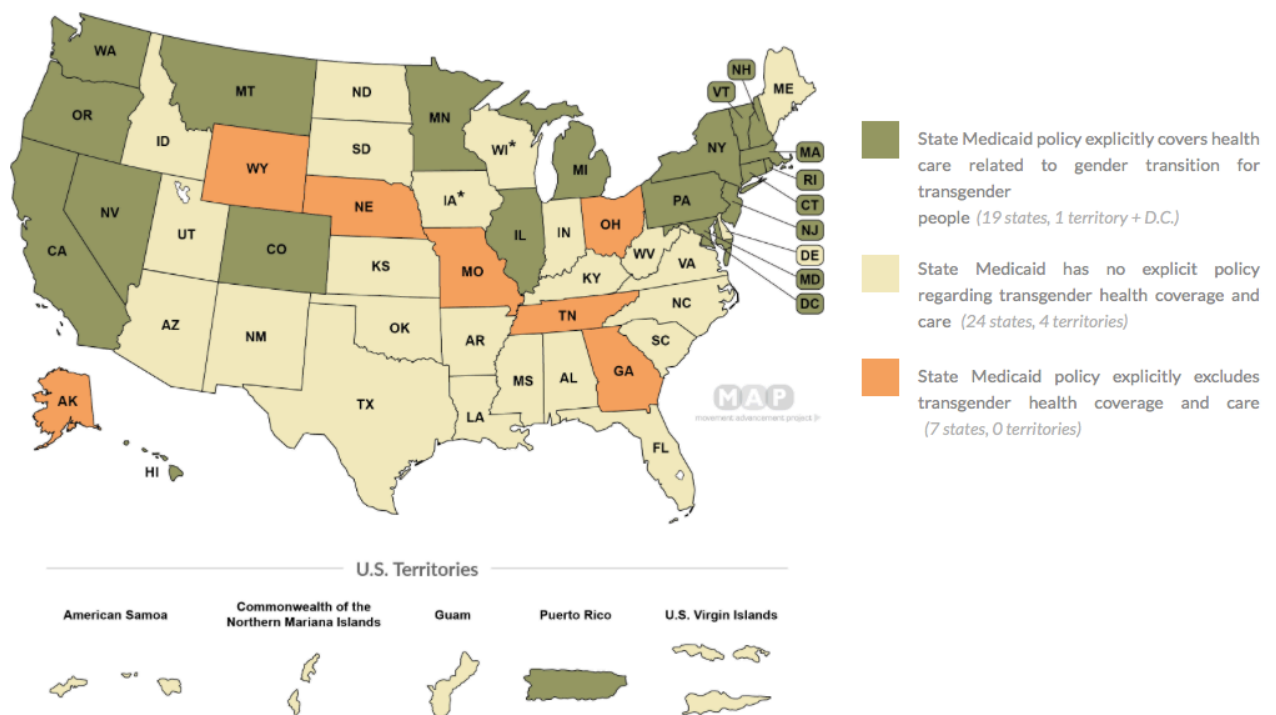 WA
MT
ND
MN
OR
ID
SD
WI*
WY
MI
NH
VT
ME
NY
MA
RI
CT
NJ
DE
MD
DC
PA
NV
CA
UT
CO
NE
IA*
IL
IN
OH
WV
VA
KS
MO
KY
AZ
NM
OK
AR
TN
NC
SC
TX
LA
MS
AL
GA
FL
AK
HI
MAP
State Medicaid policy explicitly covers health
care related to gender transition for
transgender
people (19 states, 1 territory + D.C.)
State Medicaid has no explicit policy
regarding transgender health coverage and
care (24 states, 4 territories)
State Medicaid policy explicitly excludes
transgender health coverage and care
(7 states, 0 territories)
U.S. Territories
American Samoa
Commonwealth of the
Northern Mariana Islands
Guam
Puerto Rico
U.S. Virgin Islands